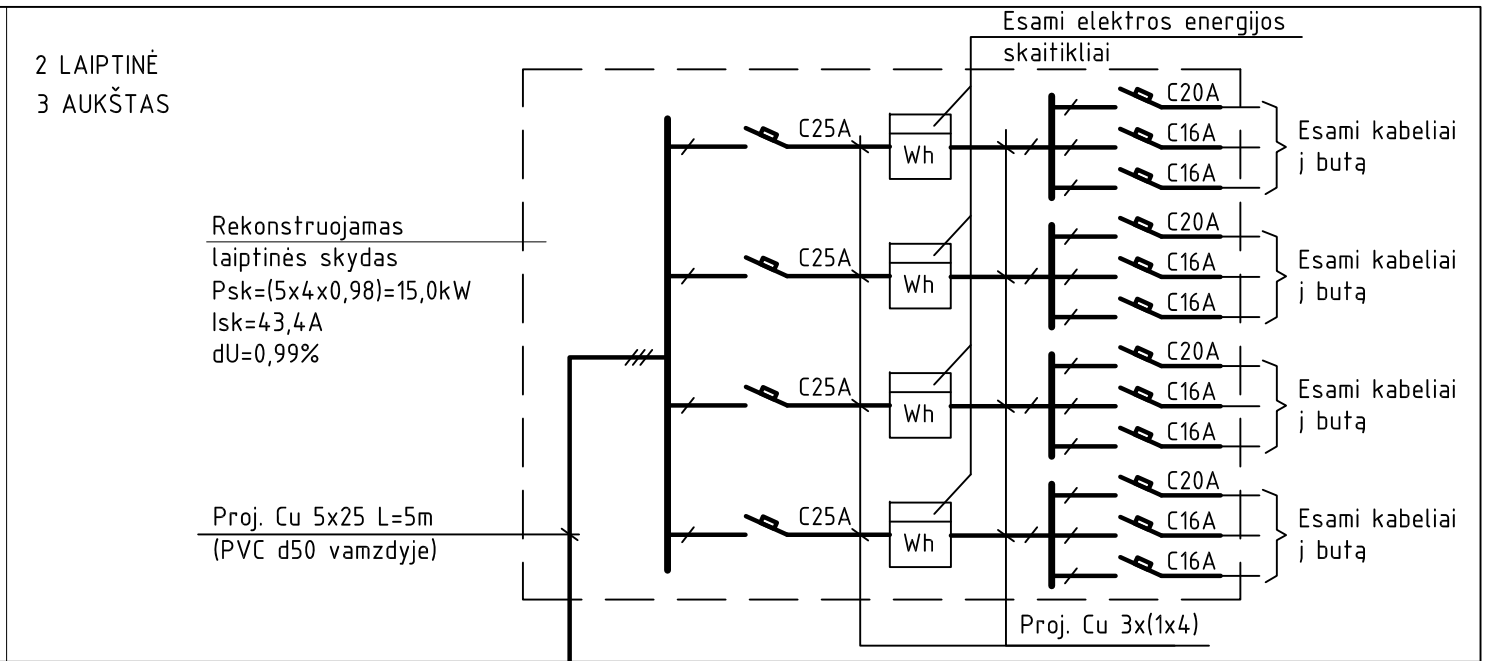 2 LAIPTINĖ
3 AUKŠTAS
Esami elektros energijos
skaitikliai
Rekonstruojamas
laiptinės skydas
Psk=(5x4x0,98)=15,0kW
Isk=43,4A
dU=0,99%
Proj. Cu 5x25 L=5m
(PVC d50 vamzdyje)
C25A
Wh
C20A
C16A
C16A
Esami kabeliai
į butą
C25A
Wh
C20A
C16A
C16A
Esami kabeliai
į butą
C25A
Wh
C20A
C16A
C16A
Esami kabeliai
į butą
C25A
Wh
C20A
C16A
C16A
Esami kabeliai
į butą
Proj. Cu 3x(1x4)